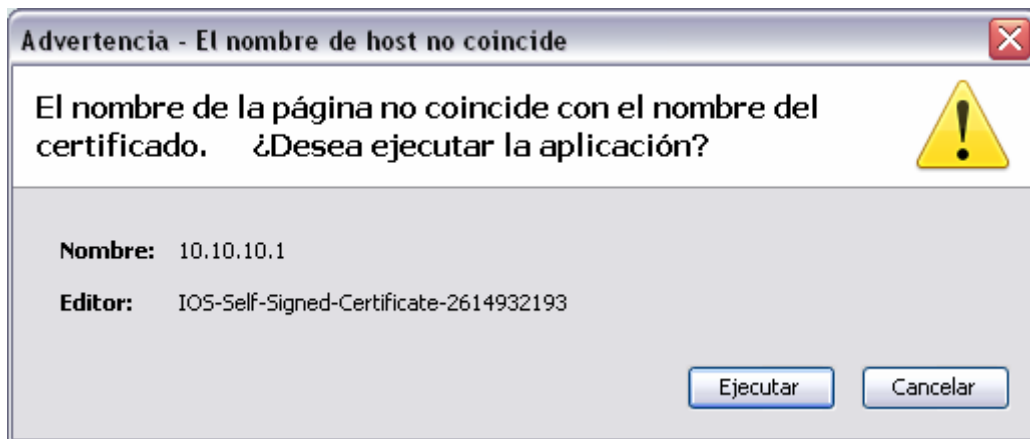 Advertencia - El nombre de host no coincide
El nombre de la página no coincide con el nombre del
certificado. ¿Desea ejecutar la aplicación?
Nombre: 10.10.10.1
Editor: IOS-Self-Signed-Certificate-2614932193
Ejecutar Cancelar